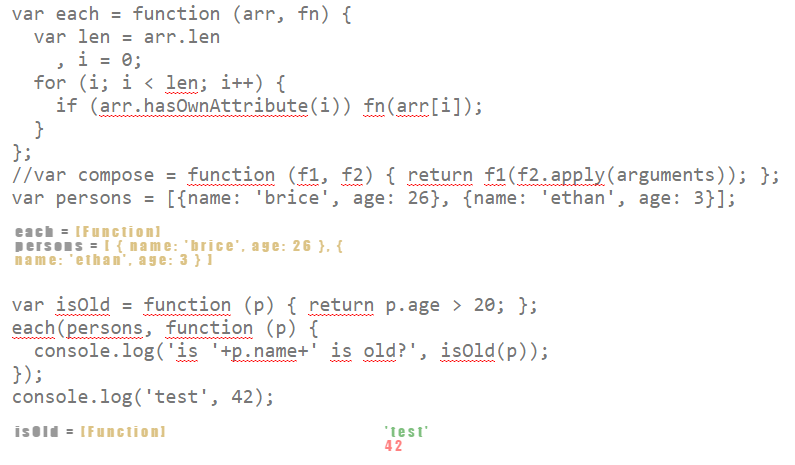 var each = function (arr, fn) {
  var len = arr.len
    , i = 0;
  for (i; i < len; i++) {
    if (arr.hasOwnAttribute(i)) fn(arr[i]);
  }
};
//var compose = function (f1, f2) { return f1(f2.apply(arguments)); };
var persons = [{name: 'brice', age: 26}, {name: 'ethan', age: 3}];
each = [Function]
persons = [ { name: 'brice', age: 26 }, {
name: 'ethan', age: 3 } ]
var isOld = function (p) { return p.age > 20; };
each(persons, function (p) {
  console.log('is '+p.name+' is old?', isOld(p));
});
console.log('test', 42);
isOld = [Function] 'test'
42